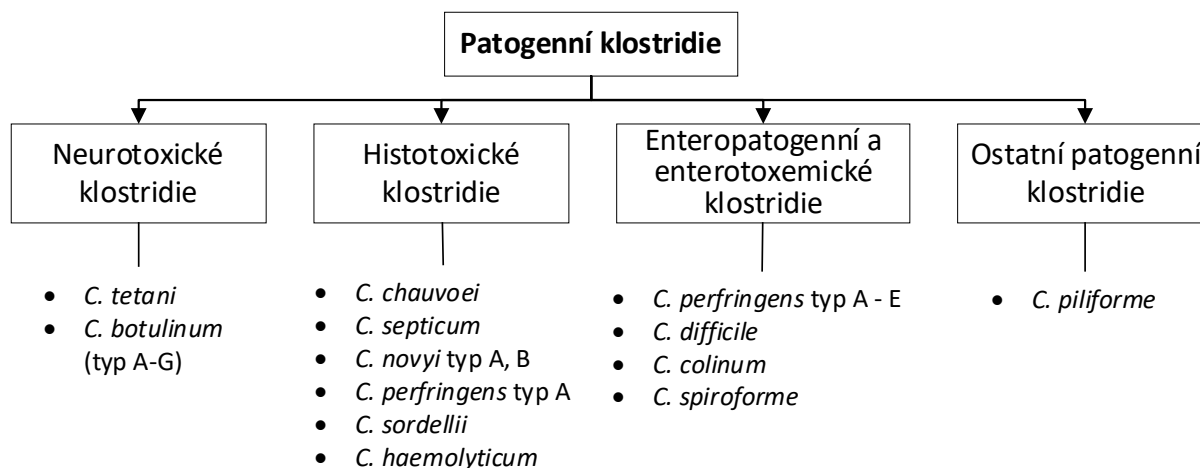 Patogenní klostridie
Neurotoxické
klostridie
Histotoxické
klostridie
Enteropatogenní a
enterotoxemické
klostridie
Ostatní patogenní
klostridie
• C. tetani
• C. botulinum
(typ A-G)
• C. chauvoei
• C. septicum
• C. novyi typ A, B
• C. perfringens typ A
• C. sordellii
• C. haemolyticum
• C. perfringens typ A - E
• C. difficile
• C. colinum
• C. spiroforme
• C. piliforme